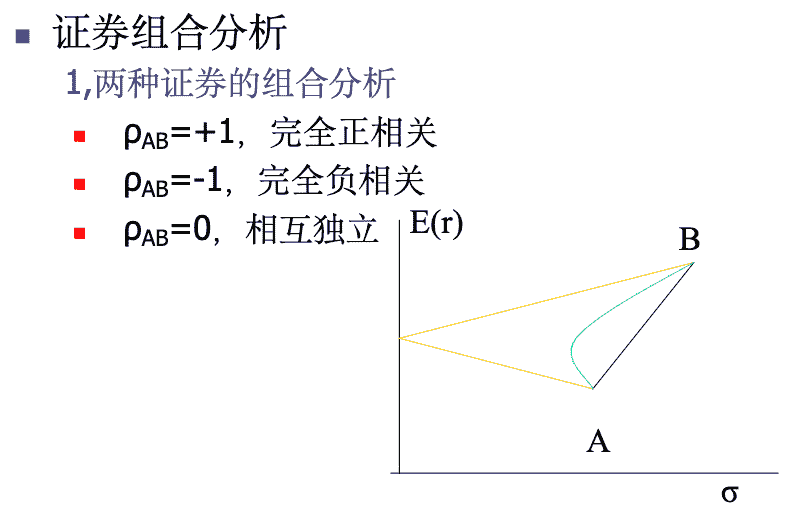 证券组合分析
1,两种证券的组合分析
ρAB=+1，完全正相关
ρAB=-1，完全负相关
ρAB=0，相互独立
E(r)
B
A
σ